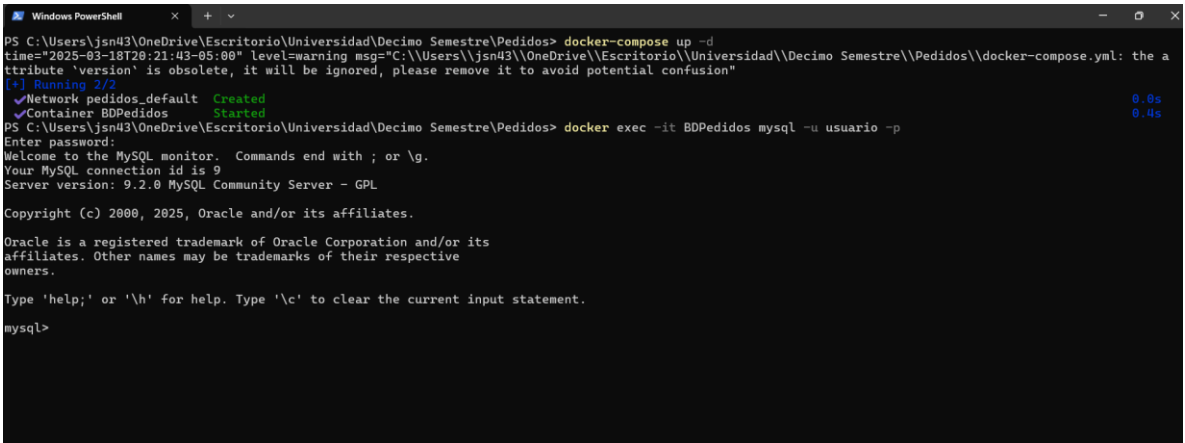 Windows PowerShell
PS C:\Users\jsn43\OneDrive\Escritorio\Universidad\Decimo Semestre\Pedidos> docker-compose up -d
time="2025-03-18T20:21:43-05:00" level=warning msg="C:\\Users\\jsn43\\OneDrive\\Escritorio\\Universidad\\Decimo Semestre\\Pedidos\\docker-compose.yml: the a
ttribute `version` is obsolete, it will be ignored, please remove it to avoid potential confusion"
[+] Running 2/2
✔Network pedidos_default Created 0.0s
✔Container BDPedidos Started 0.4s
PS C:\Users\jsn43\OneDrive\Escritorio\Universidad\Decimo Semestre\Pedidos> docker exec -it BDPedidos mysql -u usuario -p
Enter password:
Welcome to the MySQL monitor. Commands end with ; or \g.
Your MySQL connection id is 9
Server version: 9.2.0 MySQL Community Server - GPL
Copyright (c) 2000, 2025, Oracle and/or its affiliates.
Oracle is a registered trademark of Oracle Corporation and/or its
affiliates. Other names may be trademarks of their respective
owners.
Type 'help;' or '\h' for help. Type '\c' to clear the current input statement.
mysql>